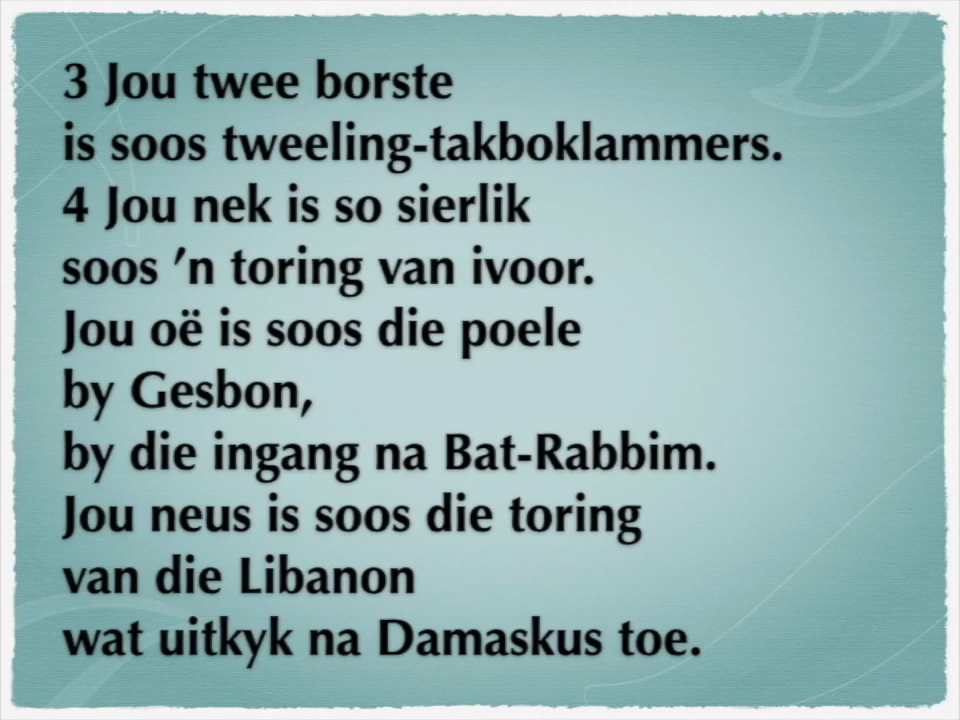 3 Jou twee borste
is soos tweeling-takboklammers.
4 Jou nek is so sierlik
soos ’n toring van ivoor.
Jou oë is soos die poele
by Gesbon,
by die ingang na Bat-Rabbim.
Jou neus is soos die toring
van die Libanon
wat uitkyk na Damaskus toe.